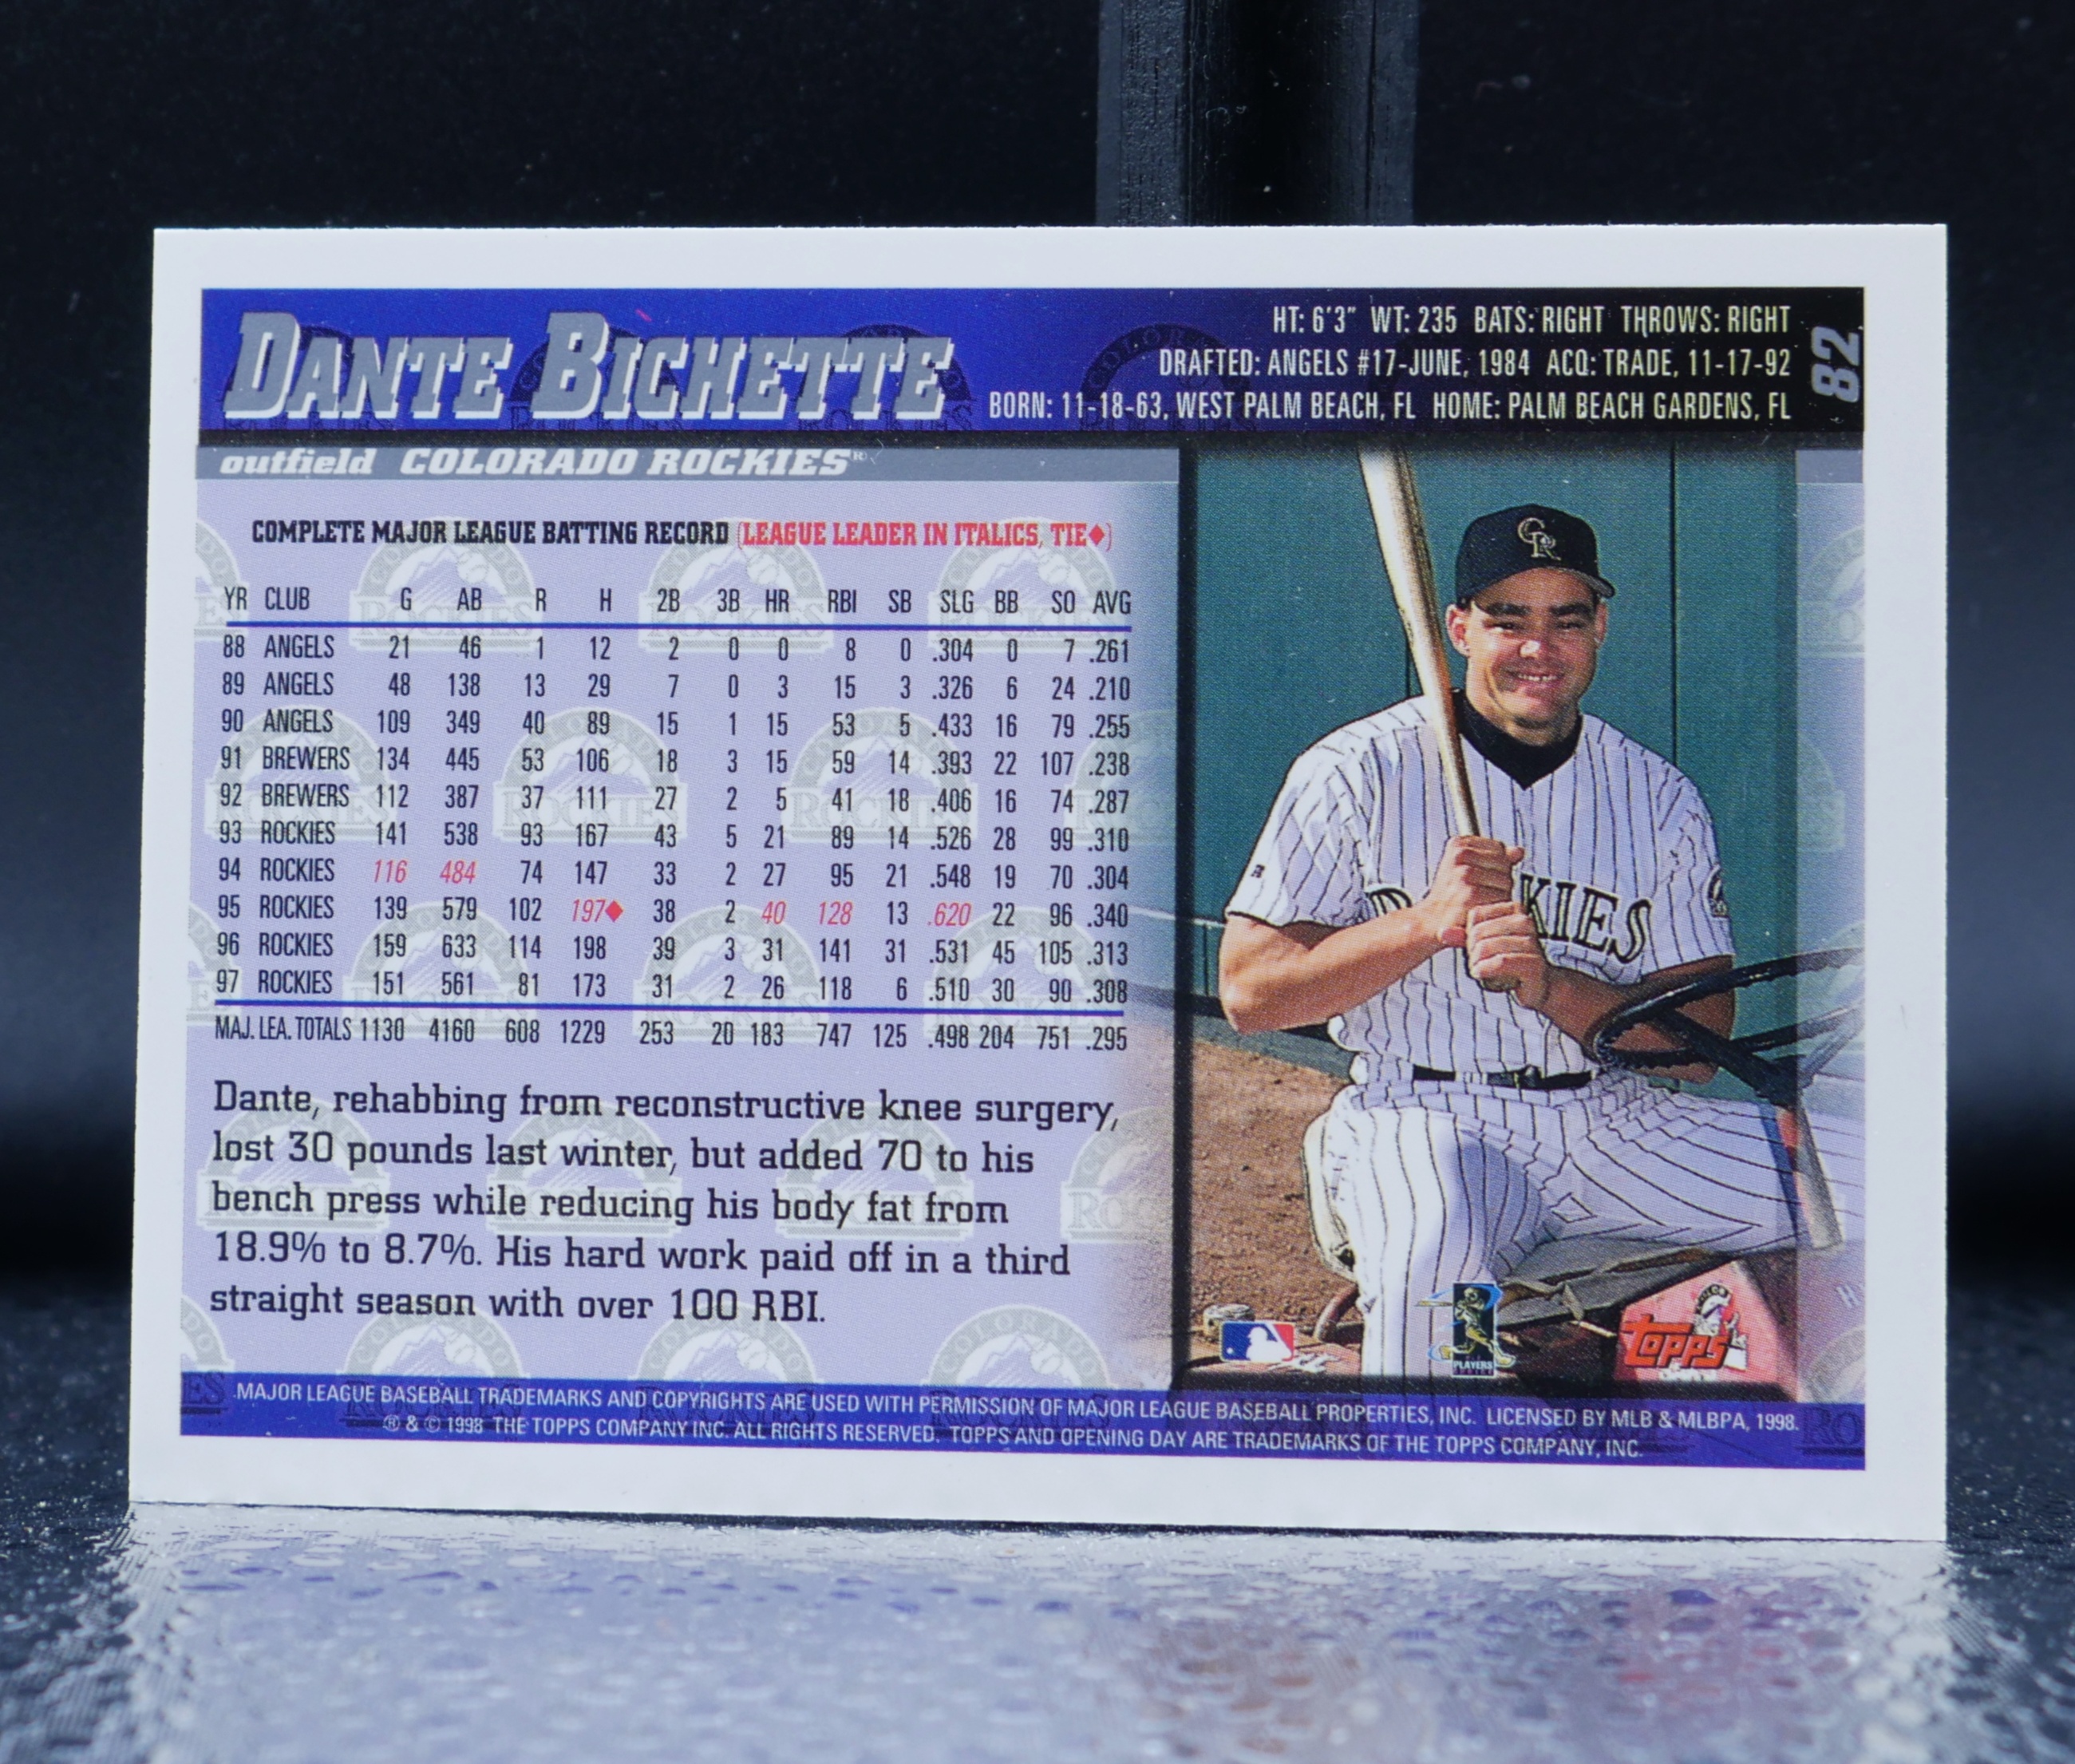 DANTE BICHETTE
HT: 6'3" WT: 235 BATS: RIGHT THROWS: RIGHT
DRAFTED: ANGELS #17-JUNE, 1984 ACQ: TRADE, 11-17-92
BORN: 11-18-63, WEST PALM BEACH, FL HOME: PALM BEACH GARDENS, FL
82
outfield COLORADO ROCKIES®
COMPLETE MAJOR LEAGUE BATTING RECORD (LEAGUE LEADER IN ITALICS, TIE♦)
YR CLUB G AB R H 2B 3B HR RBI SB SLG BB SO AVG
88 ANGELS 21 46 1 12 2 0 0 8 0 .304 0 7 .261
89 ANGELS 48 138 13 29 7 0 3 15 3 .326 6 24 .210
90 ANGELS 109 349 40 89 15 1 15 53 5 .433 16 79 .255
91 BREWERS 134 445 53 106 18 3 15 59 14 .393 22 107 .238
92 BREWERS 112 387 37 111 27 2 5 41 18 .406 16 74 .287
93 ROCKIES 141 538 93 167 43 5 21 89 14 .526 28 99 .310
94 ROCKIES 116 484 74 147 33 2 27 95 21 .548 19 70 .304
95 ROCKIES 139 579 102 197♦ 38 2 40 128 13 .620 22 96 .340
96 ROCKIES 159 633 114 198 39 3 31 141 31 .531 45 105 .313
97 ROCKIES 151 561 81 173 31 2 26 118 6 .510 30 90 .308
MAJ. LEA. TOTALS 1130 4160 608 1229 253 20 183 747 125 .498 204 751 .295
Dante, rehabbing from reconstructive knee surgery,
lost 30 pounds last winter, but added 70 to his
bench press while reducing his body fat from
18.9% to 8.7%. His hard work paid off in a third
straight season with over 100 RBI.
CR
KIES
PLAYERS
TOPPS
MAJOR LEAGUE BASEBALL TRADEMARKS AND COPYRIGHTS ARE USED WITH PERMISSION OF MAJOR LEAGUE BASEBALL PROPERTIES, INC. LICENSED BY MLB & MLBPA, 1998.
® & © 1998 THE TOPPS COMPANY INC. ALL RIGHTS RESERVED. TOPPS AND OPENING DAY ARE TRADEMARKS OF THE TOPPS COMPANY, INC.